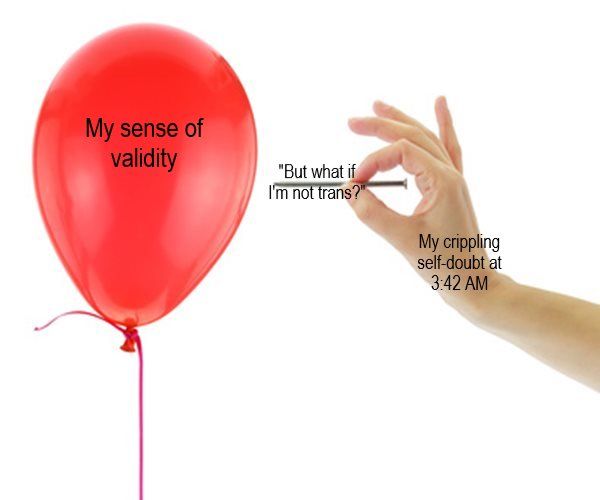 My sense of
validity
"But what if
I'm not trans?"
My crippling
self-doubt at
3:42 AM